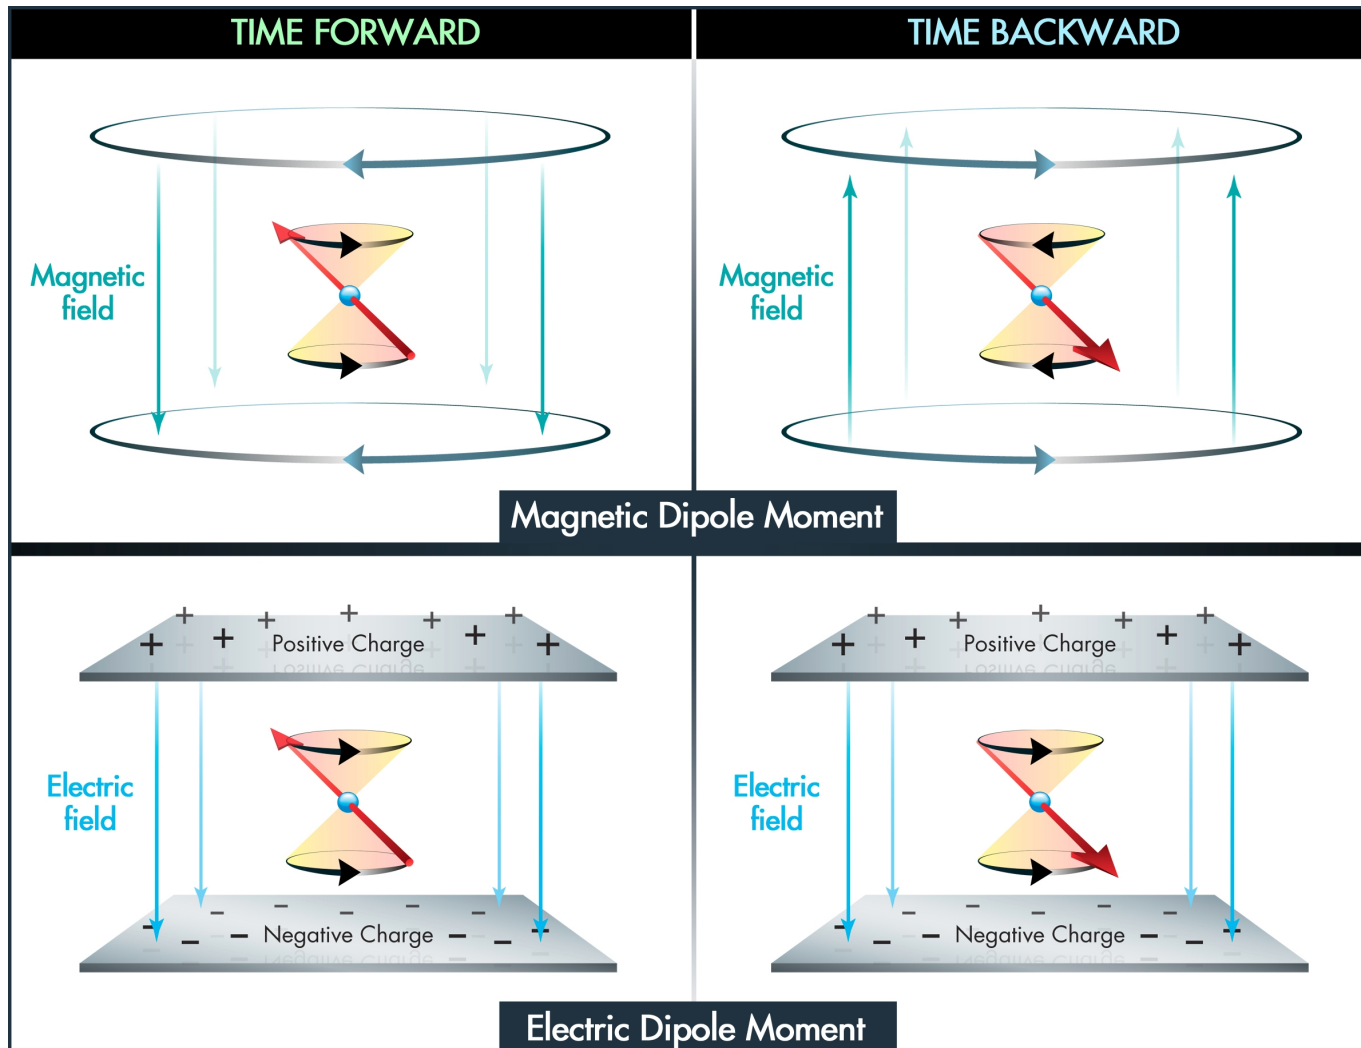 TIME FORWARD
TIME BACKWARD
Magnetic
field
Magnetic
field
Magnetic Dipole Moment
+ + + + +
+ + + +
Positive Charge
+ + + + +
+ + + +
Positive Charge
Electric
field
Electric
field
- - - - -
- - - - - -
Negative Charge
- - - - -
- - - - - -
Negative Charge
Electric Dipole Moment